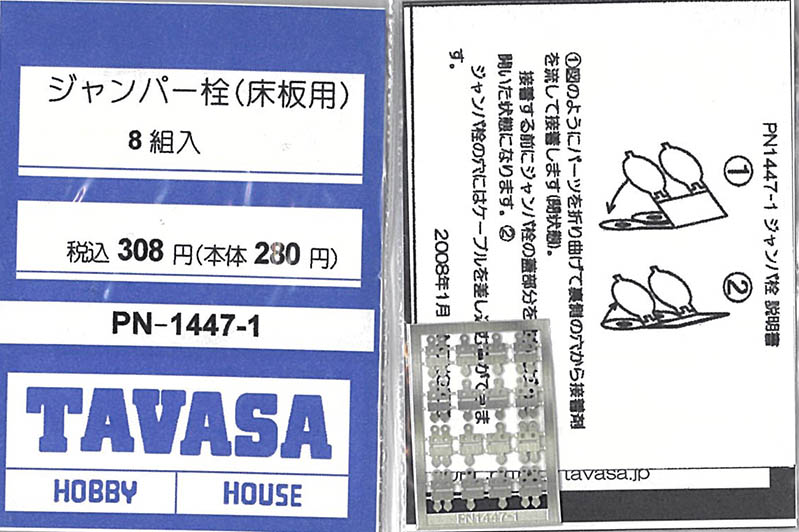 ジャンパー栓(床板用)
8組入
税込 308 円(本体 280 円)
PN-1447-1
TAVASA
HOBBY HOUSE
PN1447-1 ジャンパ栓 説明書
① ②
①図のようにパーツを折り曲げて裏側の穴から接着剤
を流して接着します(閉状態)。
接着する前にジャンパ栓の蓋部分を
開いた状態になります。②
ジャンパ栓の穴にはケーブルを差し
す。
2008年1月
tavasa.jp
PN1447-1